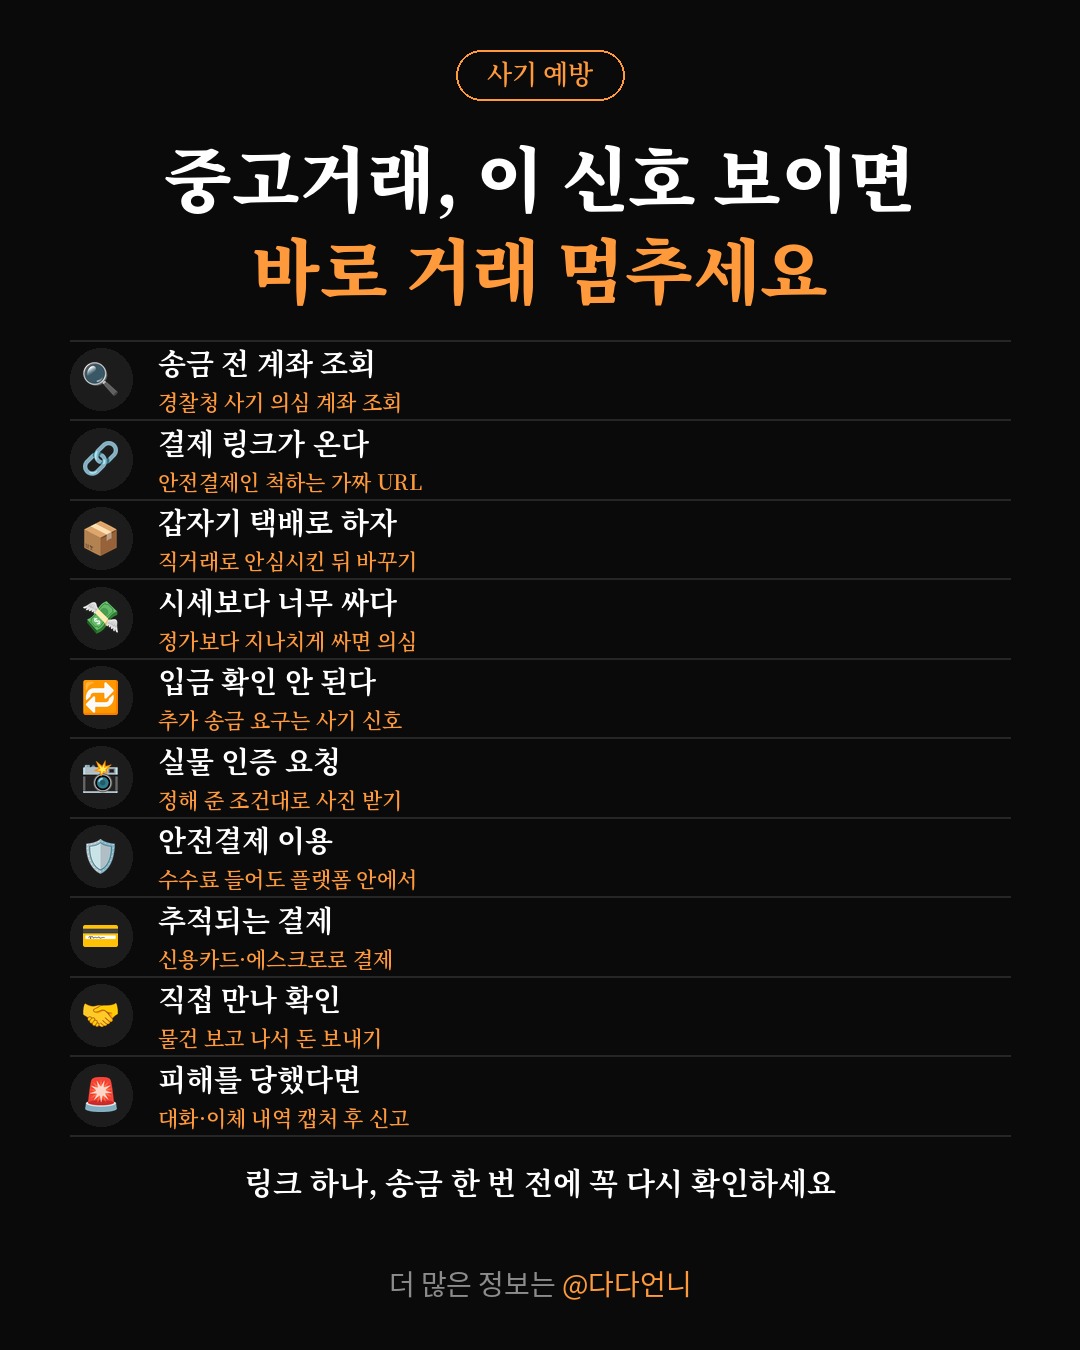 사기 예방
중고거래, 이 신호 보이면
바로 거래 멈추세요
송금 전 계좌 조회
경찰청 사기 의심 계좌 조회
결제 링크가 온다
안전결제인 척하는 가짜 URL
갑자기 택배로 하자
직거래로 안심시킨 뒤 바꾸기
시세보다 너무 싸다
정가보다 지나치게 싸면 의심
입금 확인 안 된다
추가 송금 요구는 사기 신호
실물 인증 요청
정해 준 조건대로 사진 받기
안전결제 이용
수수료 들어도 플랫폼 안에서
추적되는 결제
신용카드·에스크로로 결제
직접 만나 확인
물건 보고 나서 돈 보내기
피해를 당했다면
대화·이체 내역 캡처 후 신고
링크 하나, 송금 한 번 전에 꼭 다시 확인하세요
더 많은 정보는 @다다언니